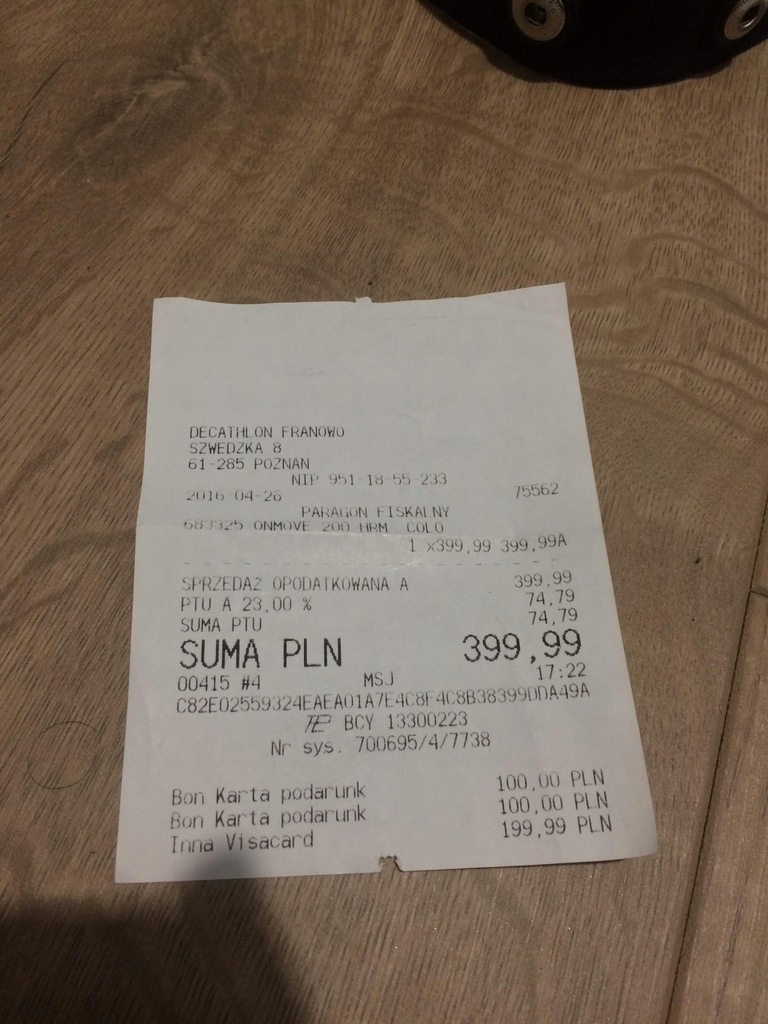 DECATHLON FRANOWO
SZWEDZKA 8
61-285 POZNAN
NIP 951-18-55-233
2016-04-26 75562
PARAGON FISKALNY
683325 ONMOVE 200 HRM COLO
1 x399,99 399,99A
SPRZEDAZ OPODATKOWANA A 399,99
PTU A 23,00 % 74,79
SUMA PTU 74,79
SUMA PLN 399,99
00415 #4 MSJ 17:22
C82E02559324EAEA01A7E4C8F4C8B38399DDA49A
BCY 13300223
Nr sys. 700695/4/7738
Bon Karta podarunk 100,00 PLN
Bon Karta podarunk 100,00 PLN
Inna Visacard 199,99 PLN